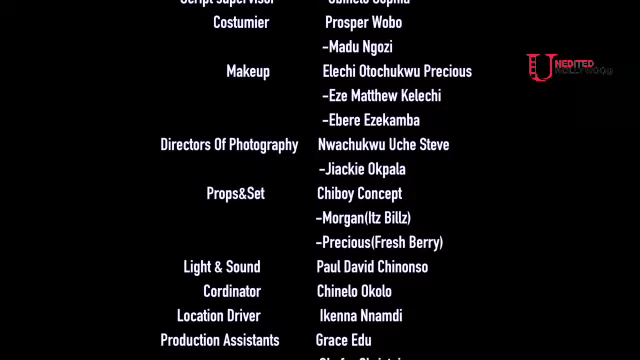 Costumier Prosper Wobo
-Madu Ngozi
Makeup Elechi Otochukwu Precious
-Eze Matthew Kelechi
-Ebere Ezekamba
Directors Of Photography Nwachukwu Uche Steve
-Jiackie Okpala
Props&Set Chiboy Concept
-Morgan(Itz Billz)
-Precious(Fresh Berry)
Light & Sound Paul David Chinonso
Cordinator Chinelo Okolo
Location Driver Ikenna Nnamdi
Production Assistants Grace Edu
UNEDITED
NOLLYWOOD